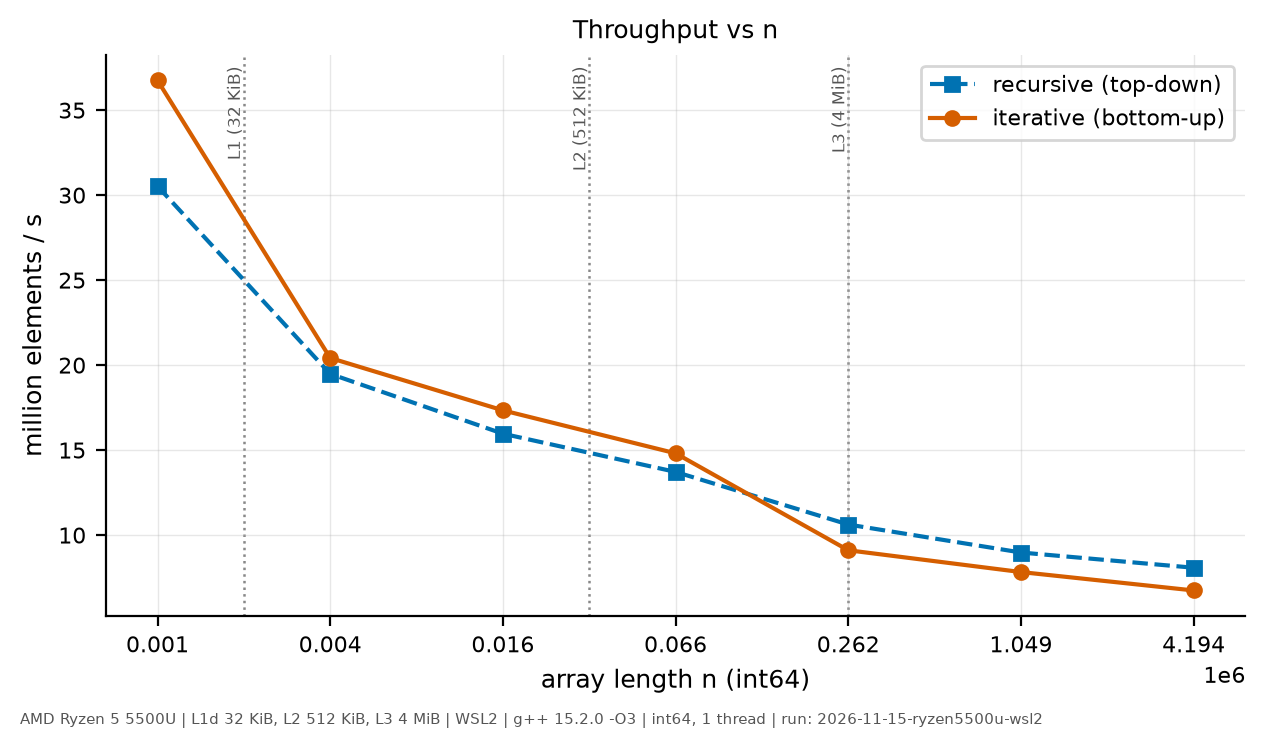 Throughput vs n
recursive (top-down)
iterative (bottom-up)
L1 (32 KiB)
L2 (512 KiB)
L3 (4 MiB)
million elements / s
35
30
25
20
15
10
0.001 0.004 0.016 0.066 0.262 1.049 4.194
1e6
array length n (int64)
AMD Ryzen 5 5500U | L1d 32 KiB, L2 512 KiB, L3 4 MiB | WSL2 | g++ 15.2.0 -O3 | int64, 1 thread | run: 2026-11-15-ryzen5500u-wsl2